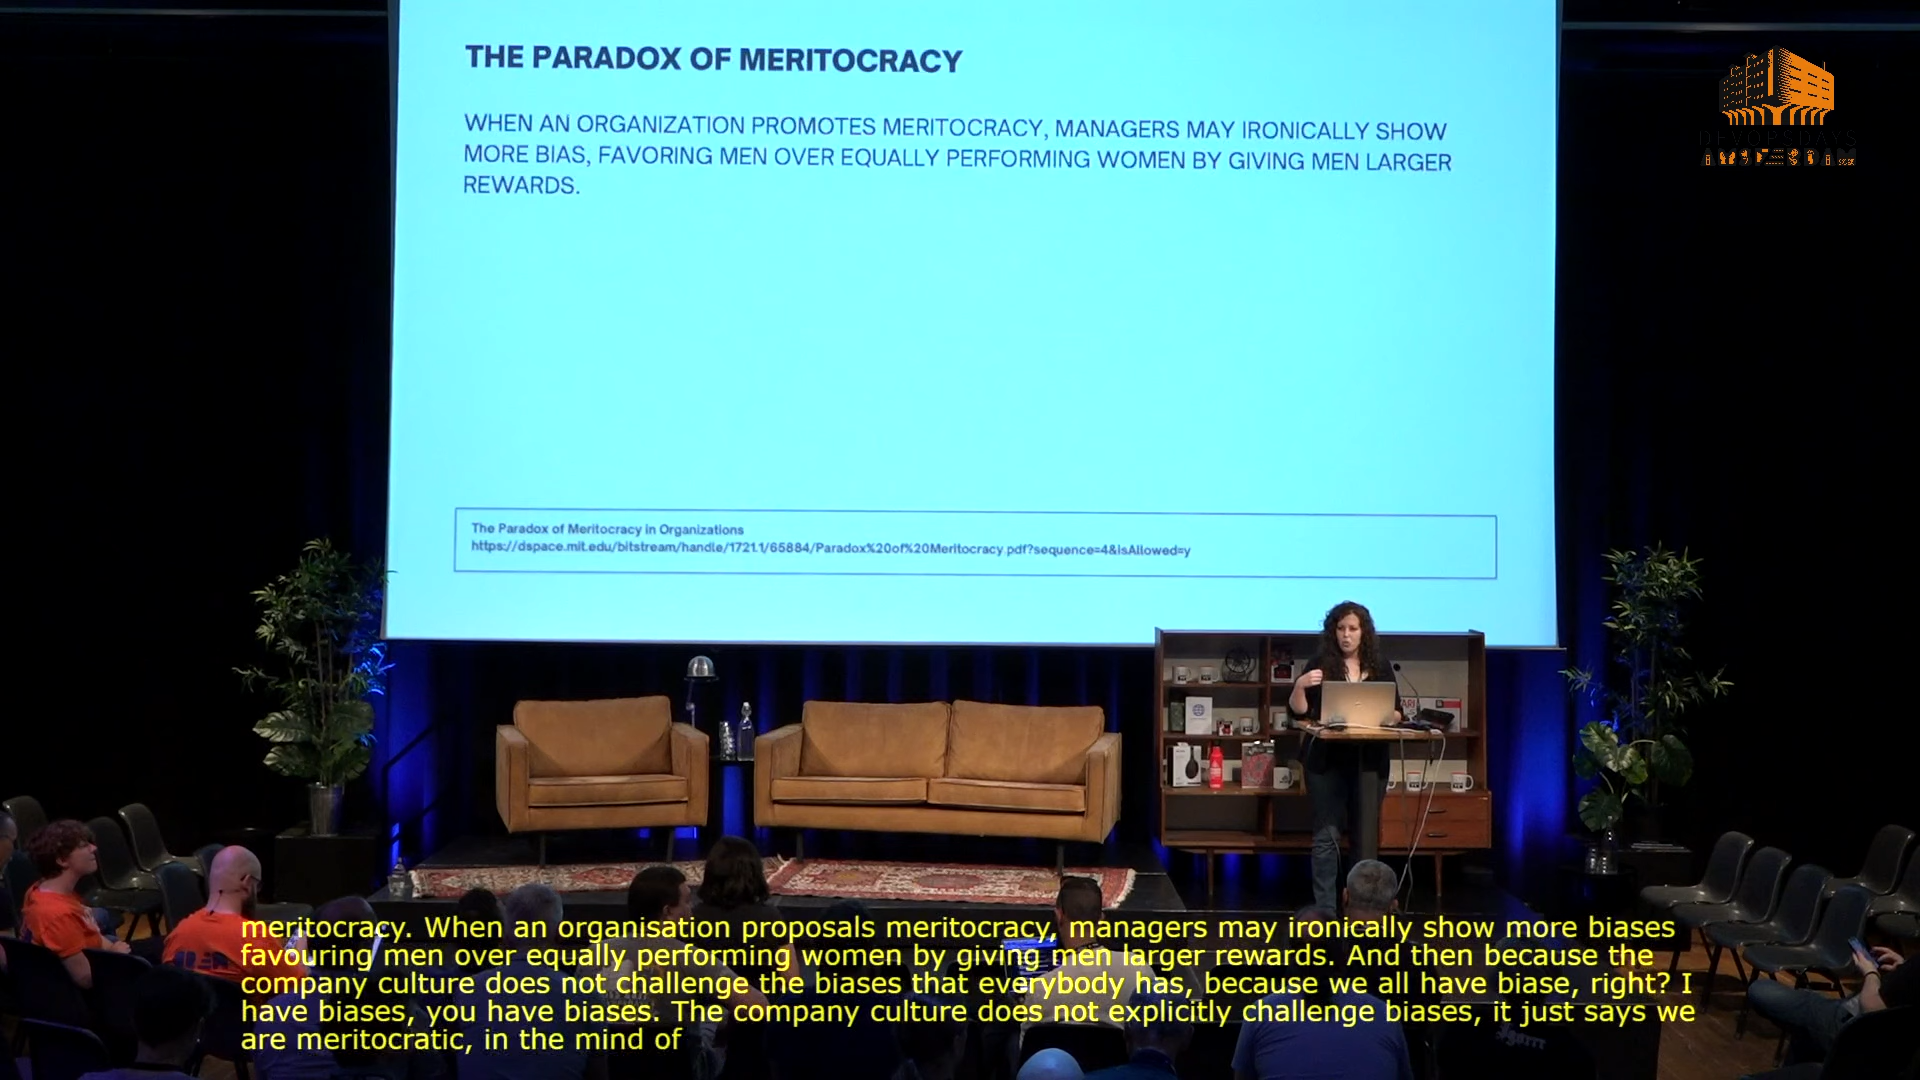 THE PARADOX OF MERITOCRACY
WHEN AN ORGANIZATION PROMOTES MERITOCRACY, MANAGERS MAY IRONICALLY SHOW
MORE BIAS, FAVORING MEN OVER EQUALLY PERFORMING WOMEN BY GIVING MEN LARGER
REWARDS.
The Paradox of Meritocracy in Organizations
https://dspace.mit.edu/bitstream/handle/1721.1/65884/Paradox%20of%20Meritocracy.pdf?sequence=4&isAllowed=y
DEVOPSDAYS
AMSTERDAM
meritocracy. When an organisation proposals meritocracy, managers may ironically show more biases
favouring men over equally performing women by giving men larger rewards. And then because the
company culture does not challenge the biases that everybody has, because we all have biase, right? I
have biases, you have biases. The company culture does not explicitly challenge biases, it just says we
are meritocratic, in the mind of